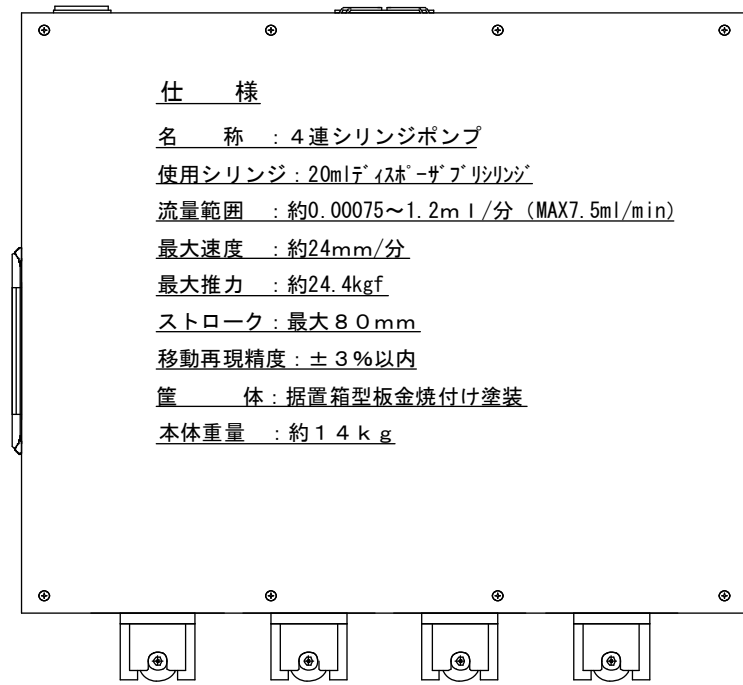 仕　　様
名　　称　：４連シリンジポンプ
使用シリンジ：20mlﾃﾞｨｽﾎﾟｰｻﾞﾌﾞﾘｼﾘﾝｼﾞ
流量範囲　：約0.00075～1.2ｍｌ/分（MAX7.5ml/min）
最大速度　：約24mm/分
最大推力　：約24.4kgf
ストローク：最大８０ｍｍ
移動再現精度：±３%以内
筐　　　体：据置箱型板金焼付け塗装
本体重量　：約１４ｋｇ